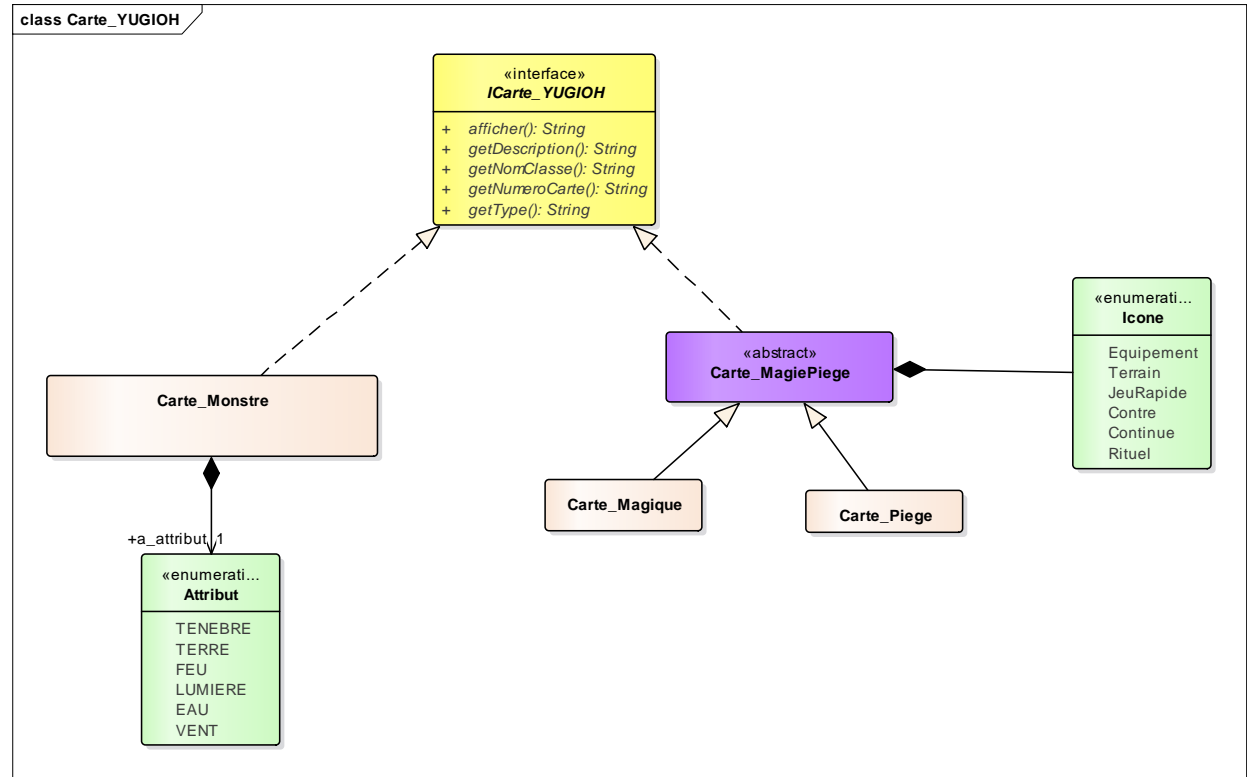 class Carte_YUGIOH
«interface»
ICarte_YUGIOH
+ afficher(): String
+ getDescription(): String
+ getNomClasse(): String
+ getNumeroCarte(): String
+ getType(): String
«enumerati...
Icone
Equipement
Terrain
JeuRapide
Contre
Continue
Rituel
«abstract»
Carte_MagiePiege
Carte_Monstre
Carte_Magique
Carte_Piege
+a_attribut 1
«enumerati...
Attribut
TENEBRE
TERRE
FEU
LUMIERE
EAU
VENT